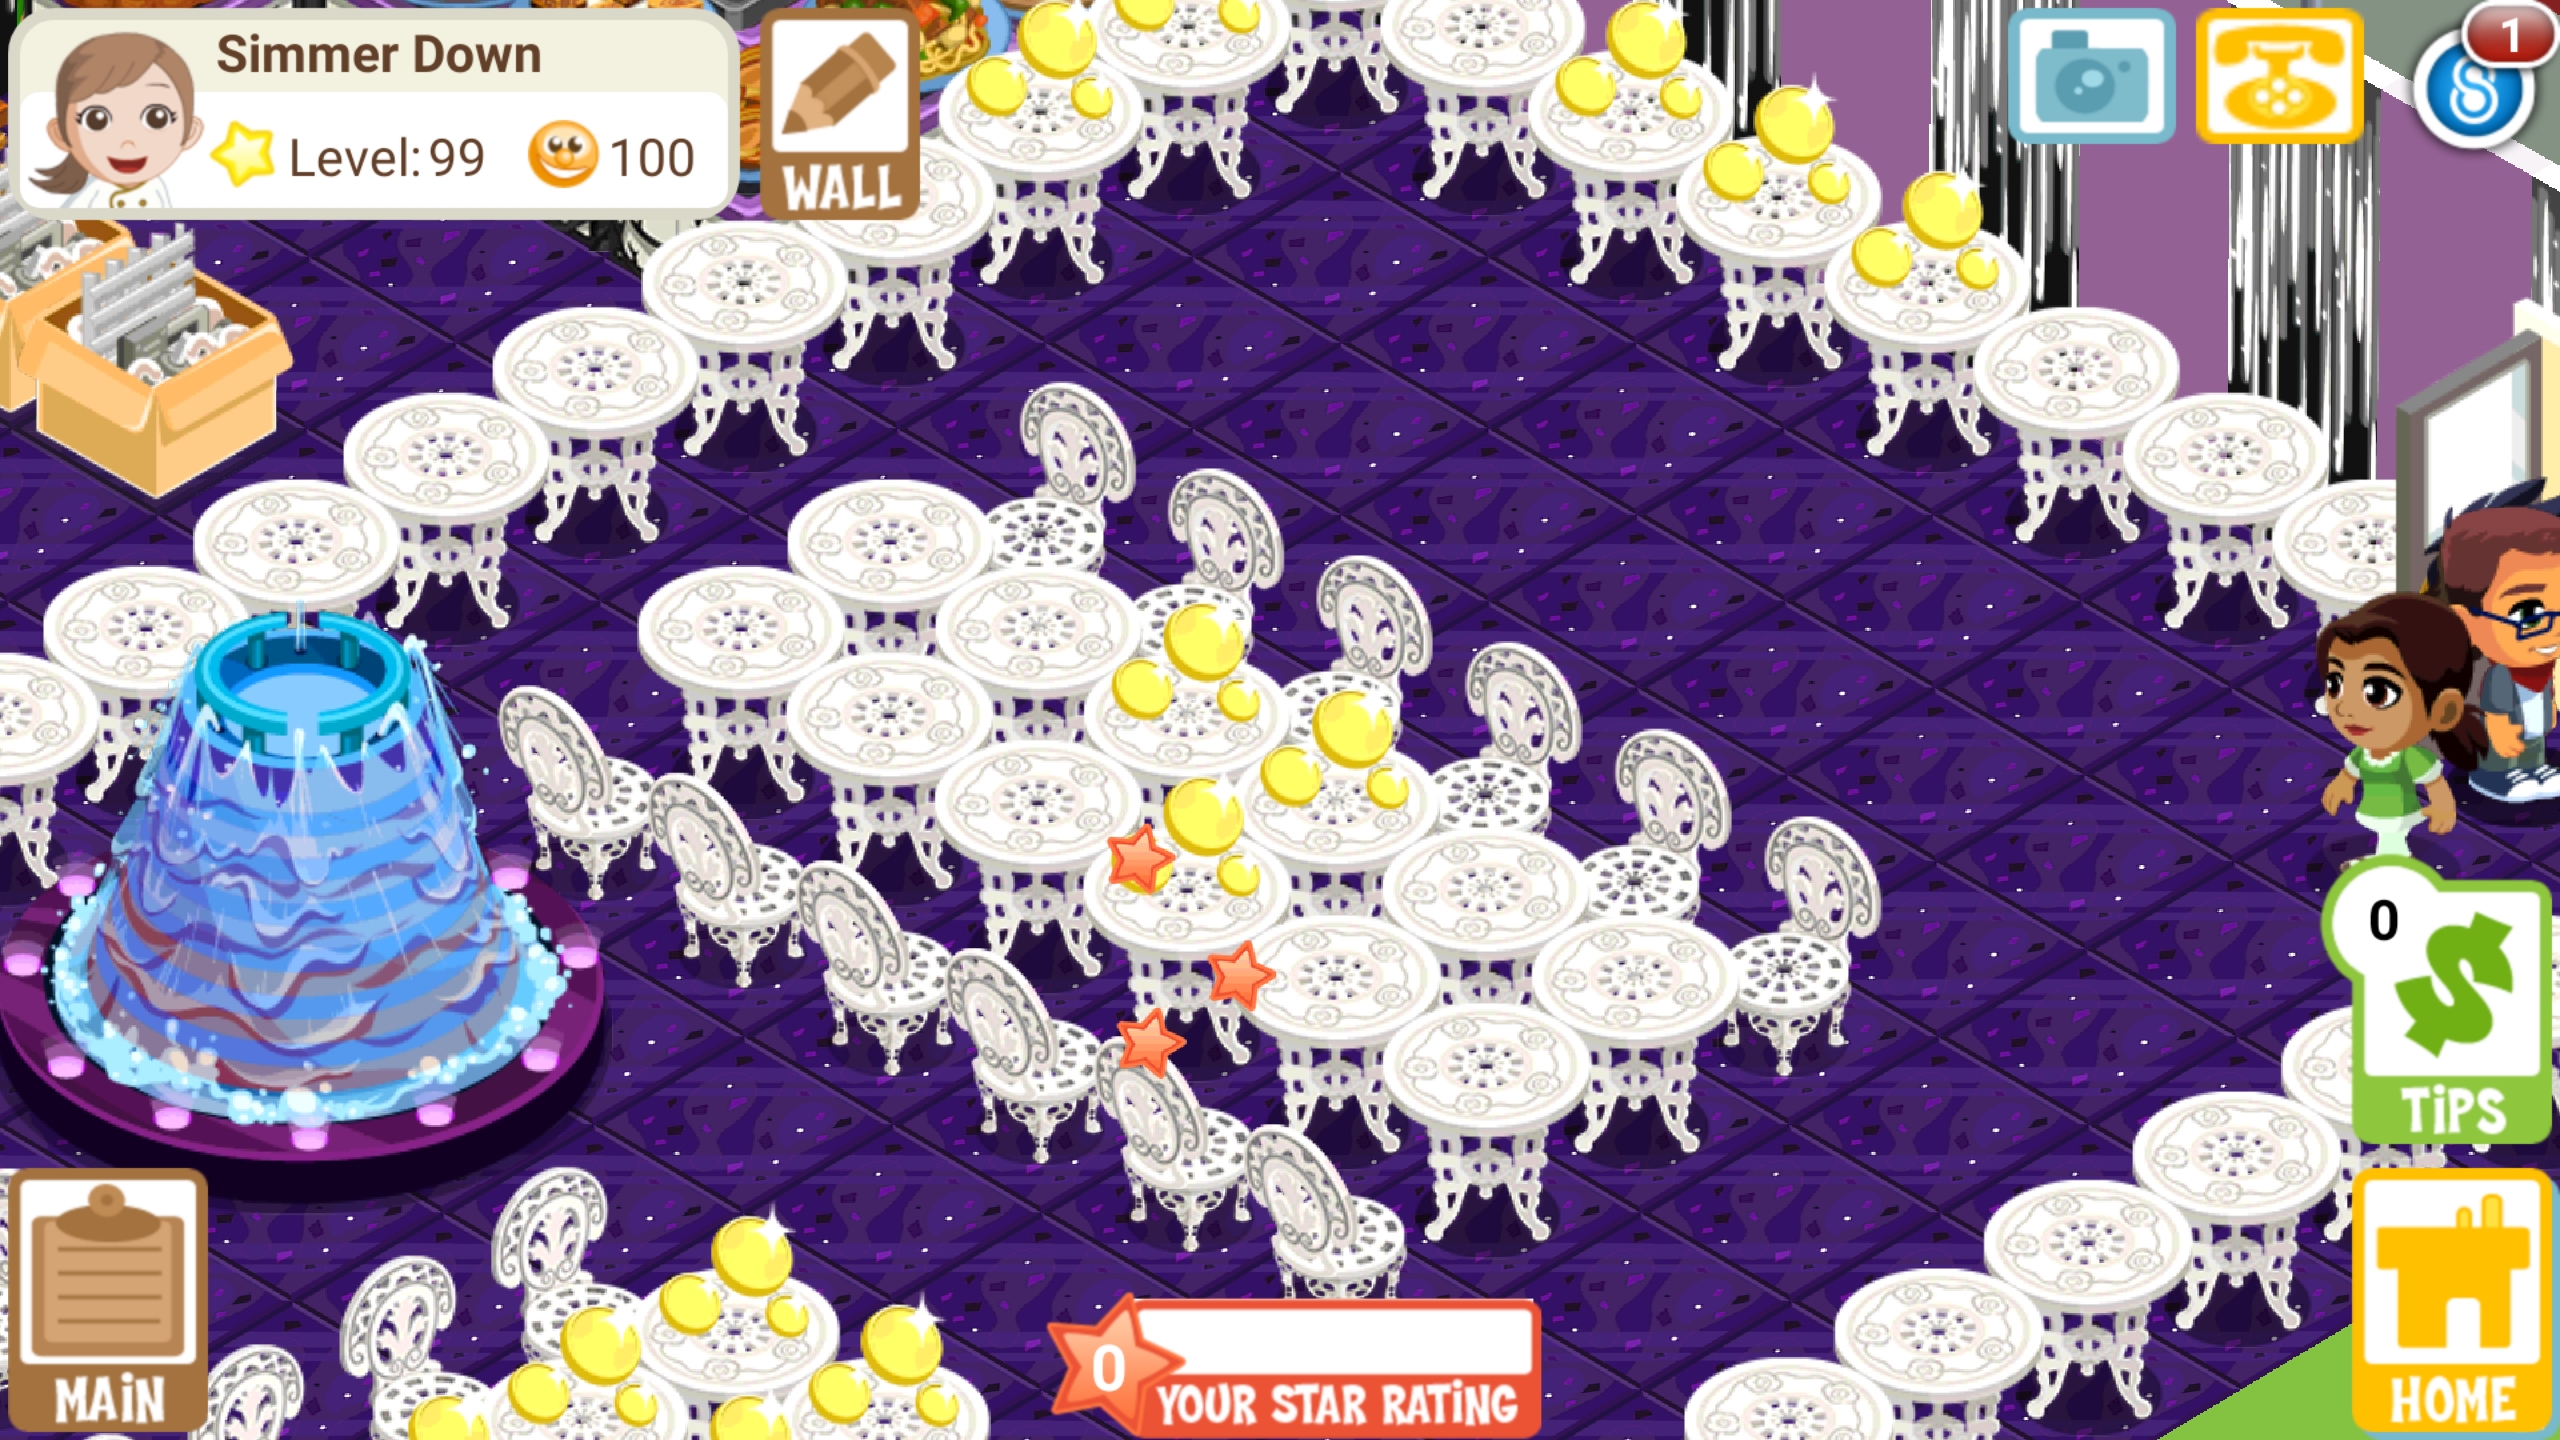 Simmer Down
Level: 99
100
WALL
1
0
TiPS
MAiN
0
YOUR STAR RATiNG
HOME